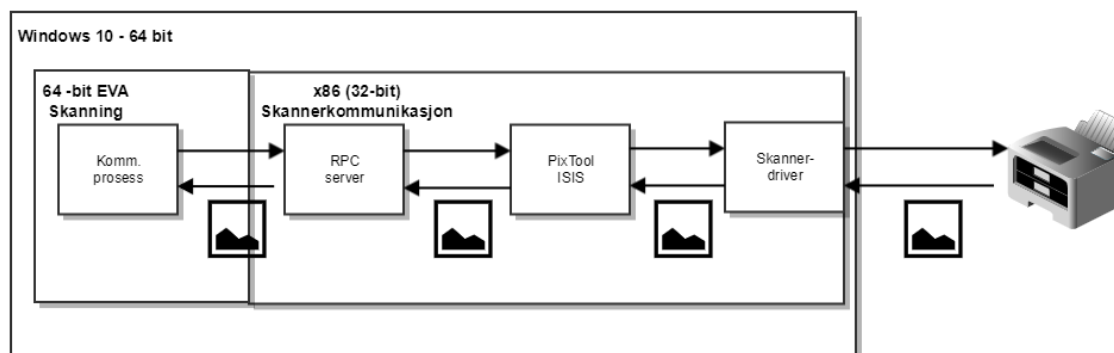 Windows 10 - 64 bit
64 -bit EVA
Skanning
x86 (32-bit)
Skannerkommunikasjon
Komm.
prosess
RPC
server
PixTool
ISIS
Skanner-
driver